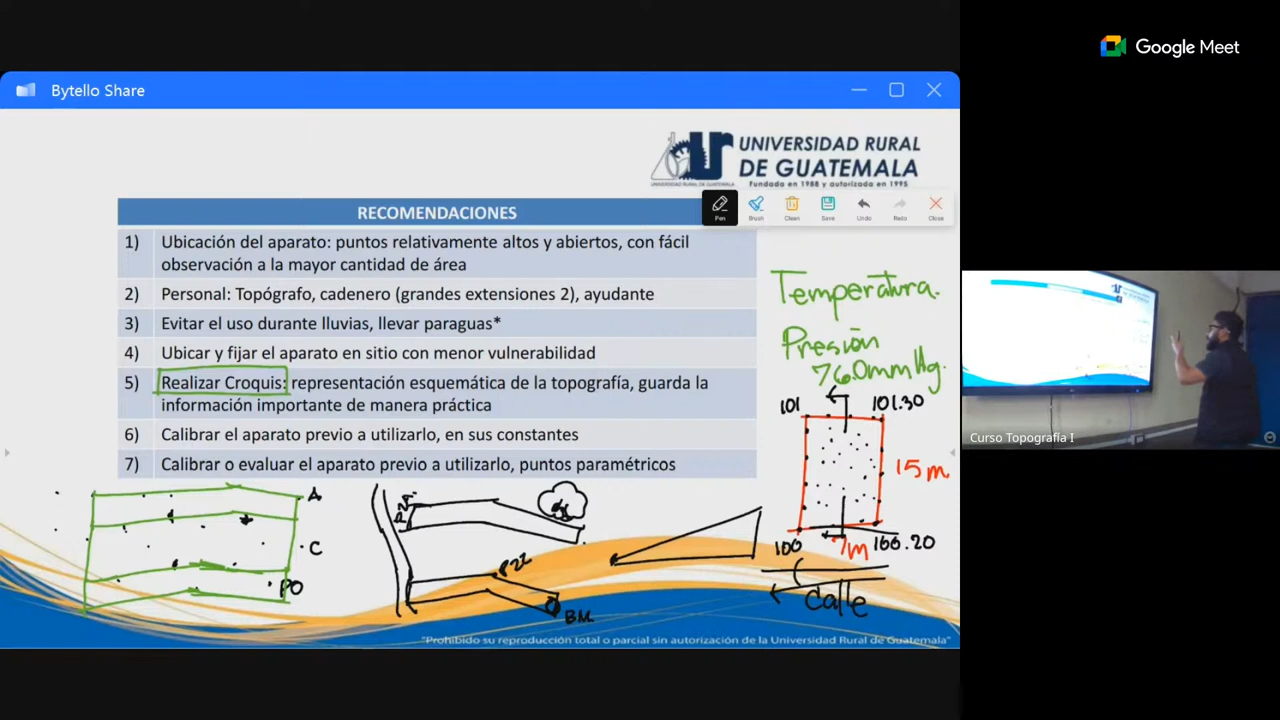 Google Meet
Bytello Share
UNIVERSIDAD RURAL
DE GUATEMALA
Fundada en 1988 y autorizada en 1995
UNIVERSIDAD RURAL DE GUATEMALA
Pen Brush Clean Save Undo Redo Close
RECOMENDACIONES
1) Ubicación del aparato: puntos relativamente altos y abiertos, con fácil
observación a la mayor cantidad de área
2) Personal: Topógrafo, cadenero (grandes extensiones 2), ayudante
3) Evitar el uso durante lluvias, llevar paraguas*
4) Ubicar y fijar el aparato en sitio con menor vulnerabilidad
5) Realizar Croquis: representación esquemática de la topografía, guarda la
información importante de manera práctica
6) Calibrar el aparato previo a utilizarlo, en sus constantes
7) Calibrar o evaluar el aparato previo a utilizarlo, puntos paramétricos
Temperatura.
Presión
760mmHg.
101 101.30
15m
100 7m 100.20
Calle
A
C
PO
P21
P22
BM
Curso Topografía I
"Prohibido su reproducción total o parcial sin autorización de la Universidad Rural de Guatemala"